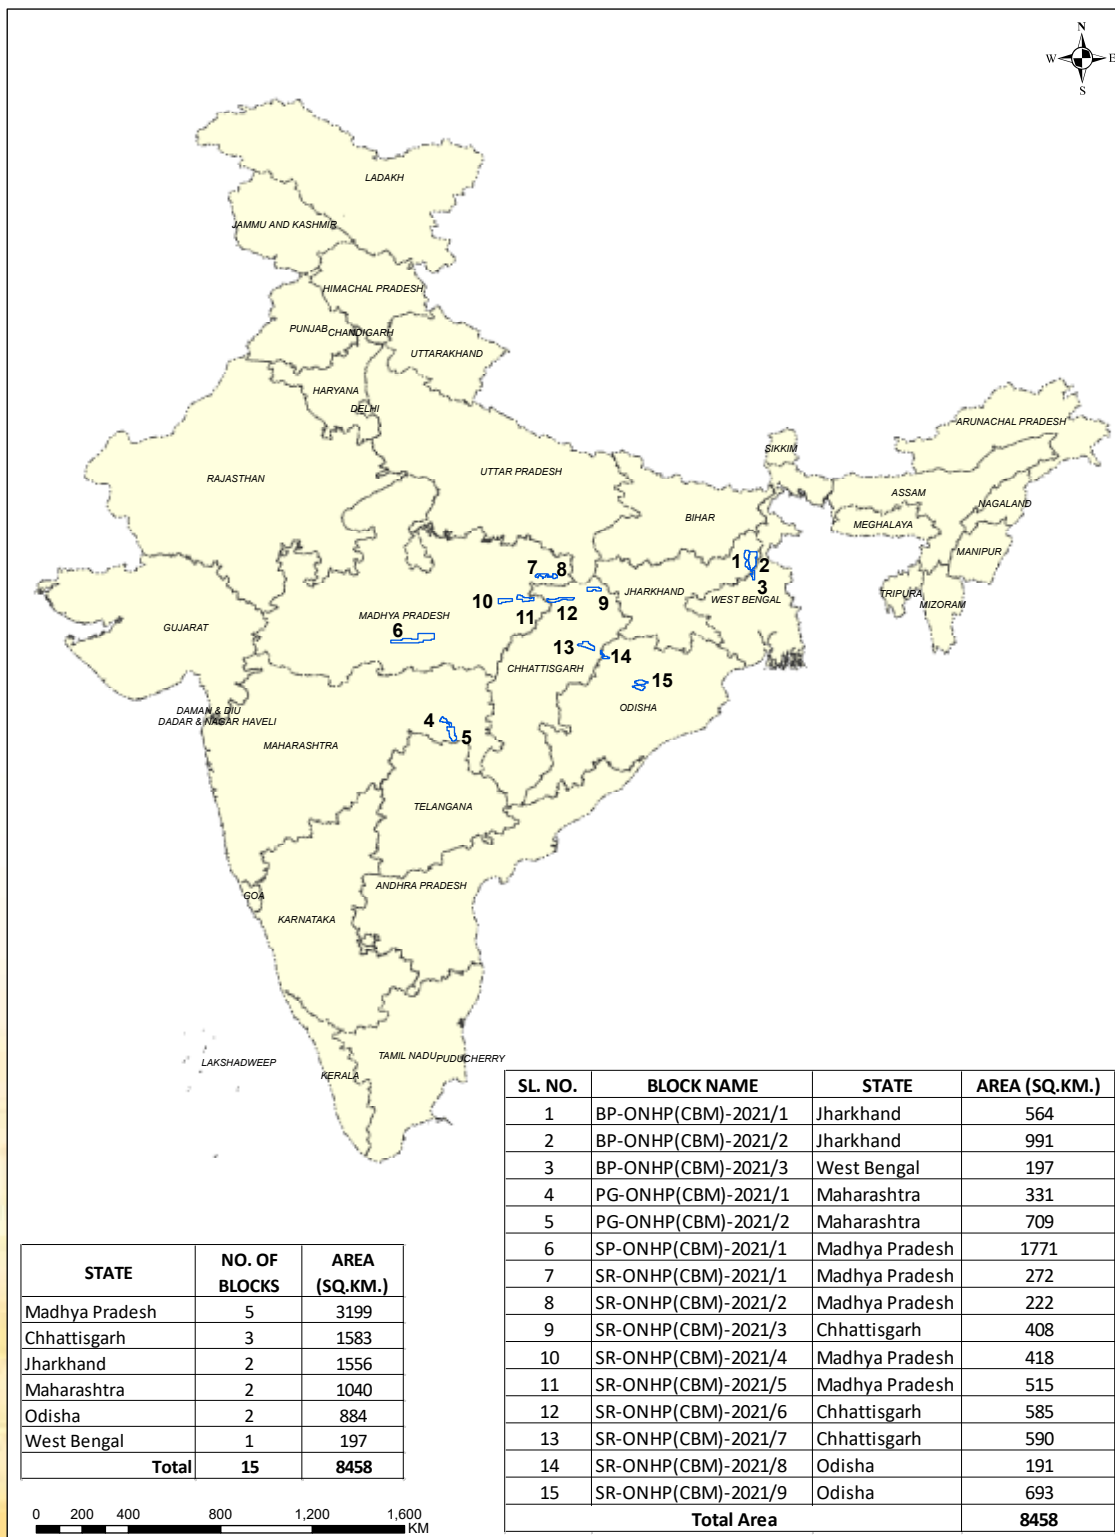 N
W E
S
LADAKH
JAMMU AND KASHMIR
HIMACHAL PRADESH
PUNJAB
CHANDIGARH
UTTARAKHAND
HARYANA
DELHI
ARUNACHAL PRADESH
SIKKIM
RAJASTHAN
UTTAR PRADESH
ASSAM
NAGALAND
BIHAR
MEGHALAYA
MANIPUR
1
2
3
7
8
9
JHARKHAND
WEST BENGAL
TRIPURA
MIZORAM
10
11
12
MADHYA PRADESH
GUJARAT
6
13
14
CHHATTISGARH
15
ODISHA
DAMAN & DIU
DADAR & NAGAR HAVELI
4
5
MAHARASHTRA
TELANGANA
ANDHRA PRADESH
GOA
KARNATAKA
LAKSHADWEEP
TAMIL NADU
PUDUCHERRY
KERALA
SL. NO. BLOCK NAME STATE AREA (SQ.KM.)
1 BP-ONHP(CBM)-2021/1 Jharkhand 564
2 BP-ONHP(CBM)-2021/2 Jharkhand 991
3 BP-ONHP(CBM)-2021/3 West Bengal 197
4 PG-ONHP(CBM)-2021/1 Maharashtra 331
5 PG-ONHP(CBM)-2021/2 Maharashtra 709
6 SP-ONHP(CBM)-2021/1 Madhya Pradesh 1771
7 SR-ONHP(CBM)-2021/1 Madhya Pradesh 272
8 SR-ONHP(CBM)-2021/2 Madhya Pradesh 222
9 SR-ONHP(CBM)-2021/3 Chhattisgarh 408
10 SR-ONHP(CBM)-2021/4 Madhya Pradesh 418
11 SR-ONHP(CBM)-2021/5 Madhya Pradesh 515
12 SR-ONHP(CBM)-2021/6 Chhattisgarh 585
13 SR-ONHP(CBM)-2021/7 Chhattisgarh 590
14 SR-ONHP(CBM)-2021/8 Odisha 191
15 SR-ONHP(CBM)-2021/9 Odisha 693
Total Area 8458
STATE NO. OF BLOCKS AREA (SQ.KM.)
Madhya Pradesh 5 3199
Chhattisgarh 3 1583
Jharkhand 2 1556
Maharashtra 2 1040
Odisha 2 884
West Bengal 1 197
Total 15 8458
0 200 400 800 1,200 1,600
KM